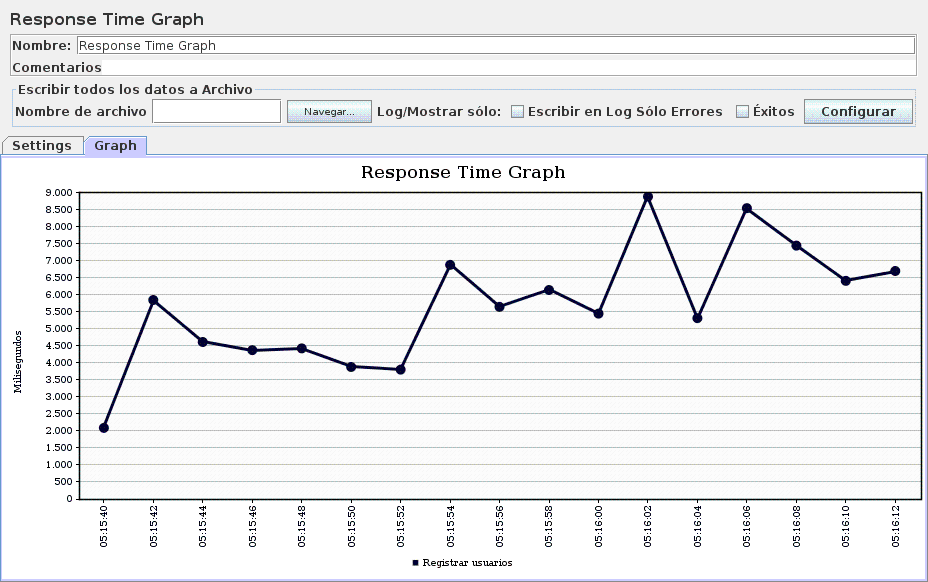 Response Time Graph
Nombre: Response Time Graph
Comentarios
Escribir todos los datos a Archivo
Nombre de archivo Navegar... Log/Mostrar sólo: Escribir en Log Sólo Errores Éxitos Configurar
Settings Graph
Response Time Graph
9.000
8.500
8.000
7.500
7.000
6.500
6.000
5.500
5.000
4.500
4.000
3.500
3.000
2.500
2.000
1.500
1.000
500
0
Milisegundos
05:15:40 05:15:42 05:15:44 05:15:46 05:15:48 05:15:50 05:15:52 05:15:54 05:15:56 05:15:58 05:16:00 05:16:02 05:16:04 05:16:06 05:16:08 05:16:10 05:16:12
Registrar usuarios